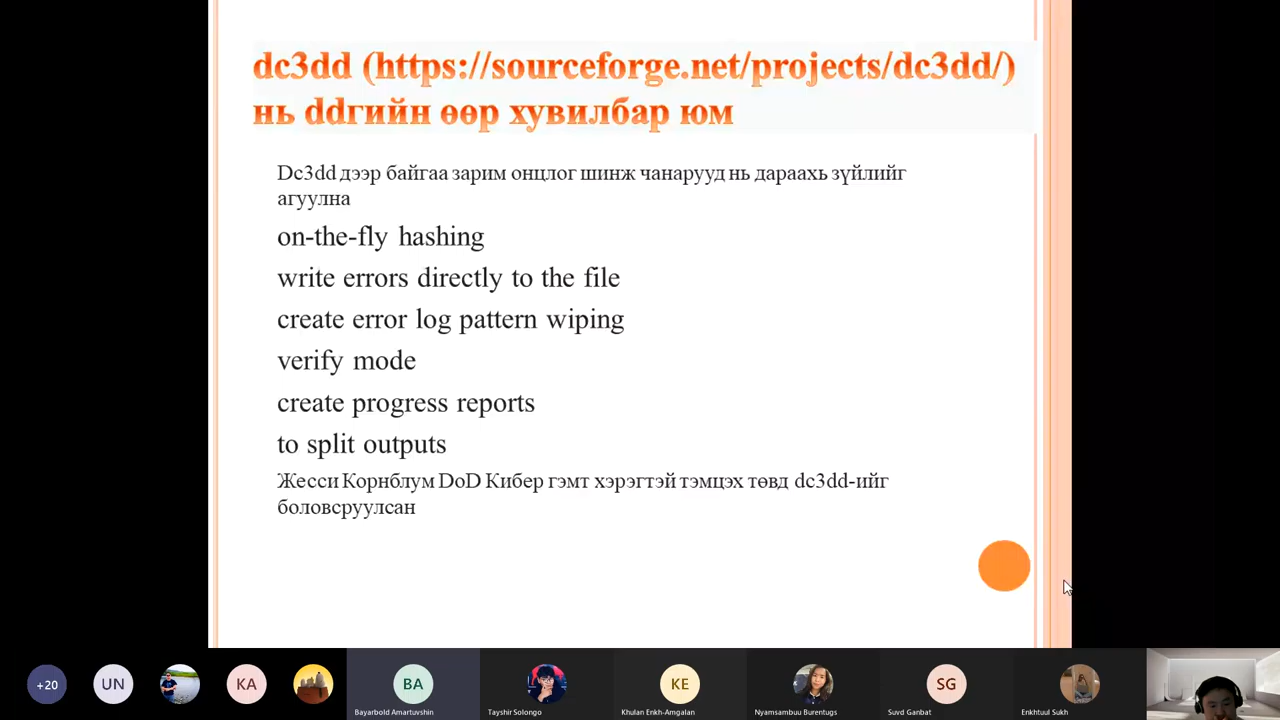 dc3dd (https://sourceforge.net/projects/dc3dd/)
нь ddгийн өөр хувилбар юм
Dc3dd дээр байгаа зарим онцлог шинж чанарууд нь дараахь зүйлийг
агуулна
on-the-fly hashing
write errors directly to the file
create error log pattern wiping
verify mode
create progress reports
to split outputs
Жесси Корнблум DoD Кибер гэмт хэрэгтэй тэмцэх төвд dc3dd-ийг
боловсруулсан
+20 UN KA BA KE SG
Bayarbold Amartuvshin Tayshir Solongo Khulan Enkh-Amgalan Nyamsambuu Burentugs Suvd Ganbat Enkhtuul Sukh